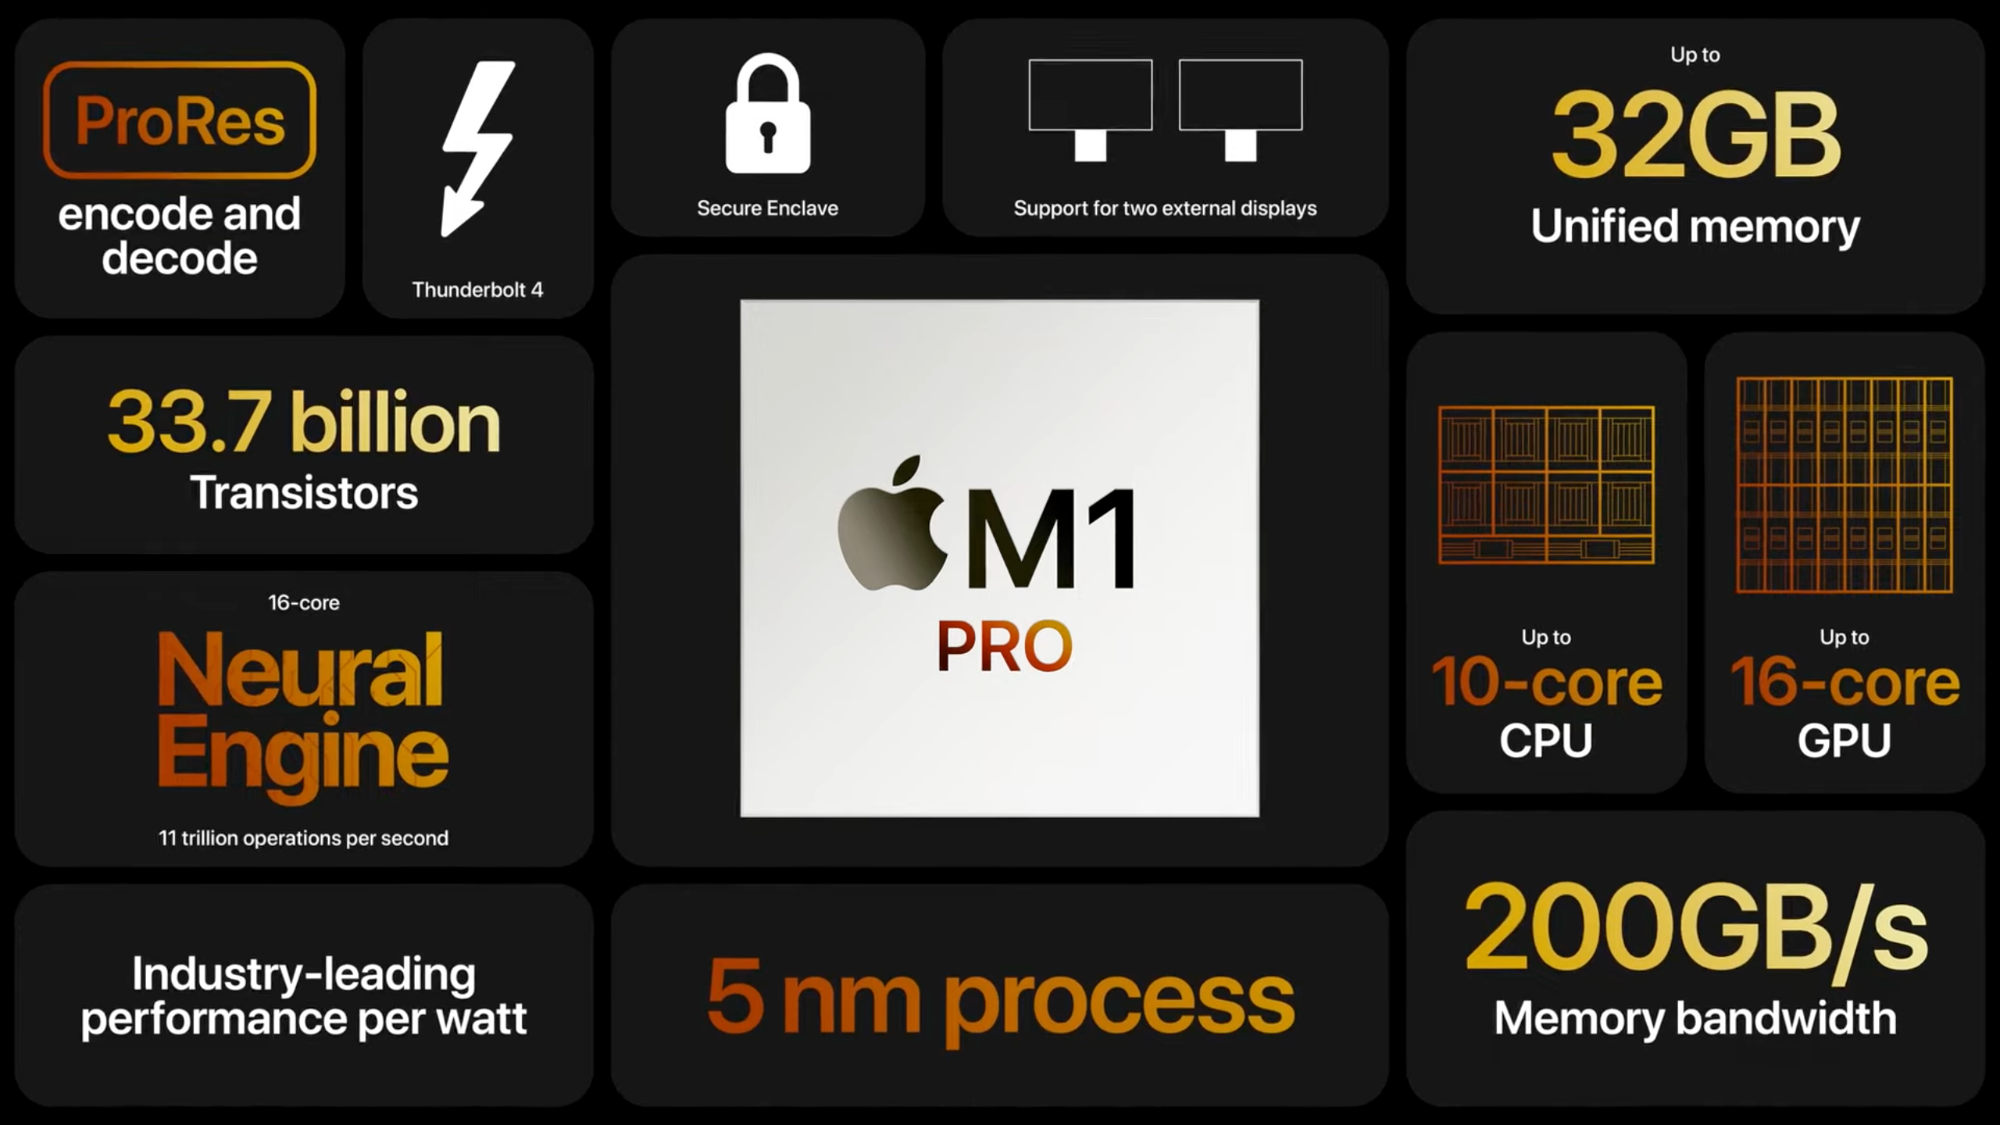 ProRes
encode and
decode
Thunderbolt 4
Secure Enclave
Support for two external displays
Up to
32GB
Unified memory
33.7 billion
Transistors
M1
PRO
Up to
10-core
CPU
Up to
16-core
GPU
16-core
Neural
Engine
11 trillion operations per second
Industry-leading
performance per watt
5 nm process
200GB/s
Memory bandwidth